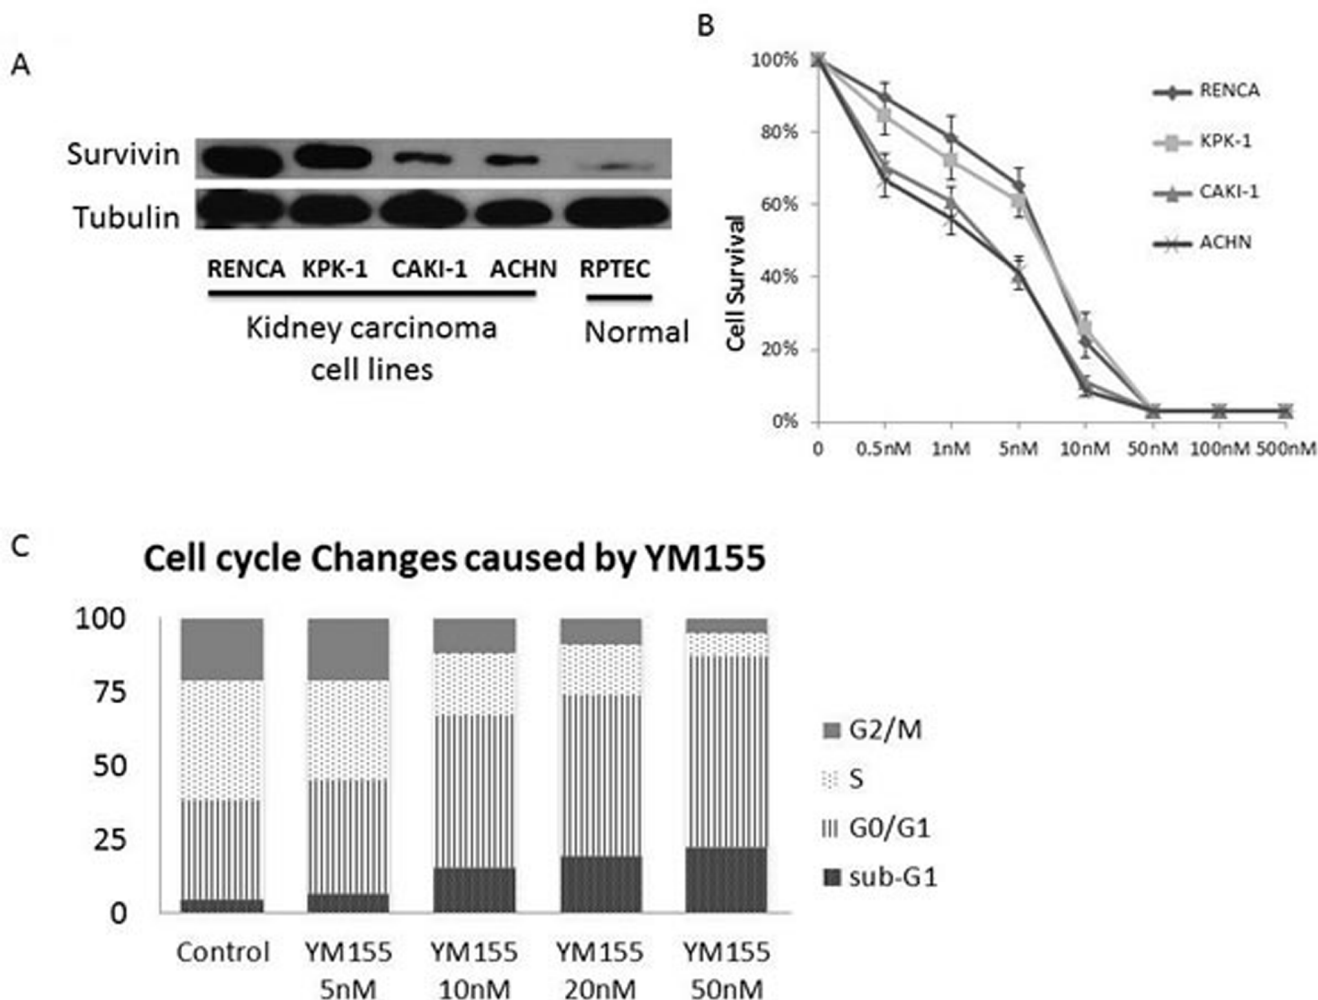 A
Survivin
Tubulin
RENCA KPK-1 CAKI-1 ACHN RPTEC
Kidney carcinoma
cell lines
Normal
B
Cell Survival
100%
80%
60%
40%
20%
0%
0 0.5nM 1nM 5nM 10nM 50nM 100nM 500nM
RENCA
KPK-1
CAKI-1
ACHN
C
Cell cycle Changes caused by YM155
100
75
50
25
0
Control
YM155
5nM
YM155
10nM
YM155
20nM
YM155
50nM
G2/M
S
G0/G1
sub-G1